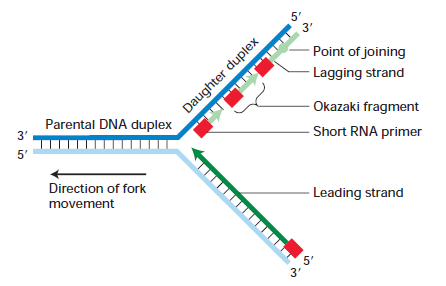 5′
3′
Point of joining
Lagging strand
Daughter duplex
Okazaki fragment
Parental DNA duplex
Short RNA primer
3′
5′
Direction of fork
movement
Leading strand
5′
3′